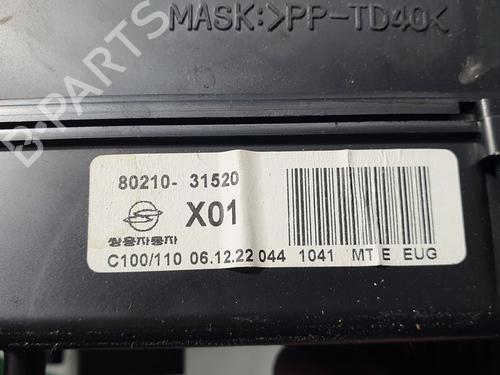 MASK:>PP-TD40<
80210- 31520
X01
쌍용자동차
C100/110 06.12.22 044 1041 MT E EUG
B-PARTS